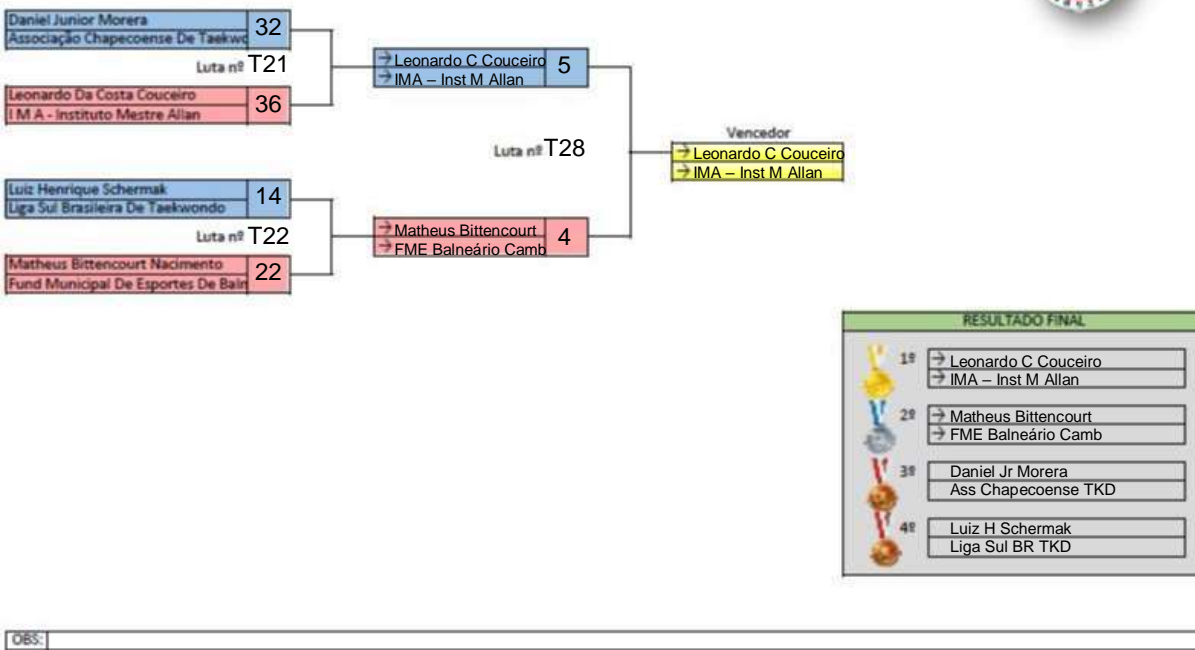 Daniel Junior Morera
32
Associação Chapecoense De Taekwo
Luta nº T21
Leonardo Da Costa Couceiro
36
I M A - Instituto Mestre Allan
→ Leonardo C Couceiro
5
→ IMA – Inst M Allan
Luta nº T28
Vencedor
→ Leonardo C Couceiro
→ IMA – Inst M Allan
Luiz Henrique Schermak
14
Liga Sul Brasileira De Taekwondo
Luta nº T22
Matheus Bittencourt Nacimento
22
Fund Municipal De Esportes De Baln
→ Matheus Bittencourt
4
→ FME Balneário Camb
RESULTADO FINAL
1º → Leonardo C Couceiro
→ IMA – Inst M Allan
2º → Matheus Bittencourt
→ FME Balneário Camb
3º Daniel Jr Morera
Ass Chapecoense TKD
4º Luiz H Schermak
Liga Sul BR TKD
OBS: